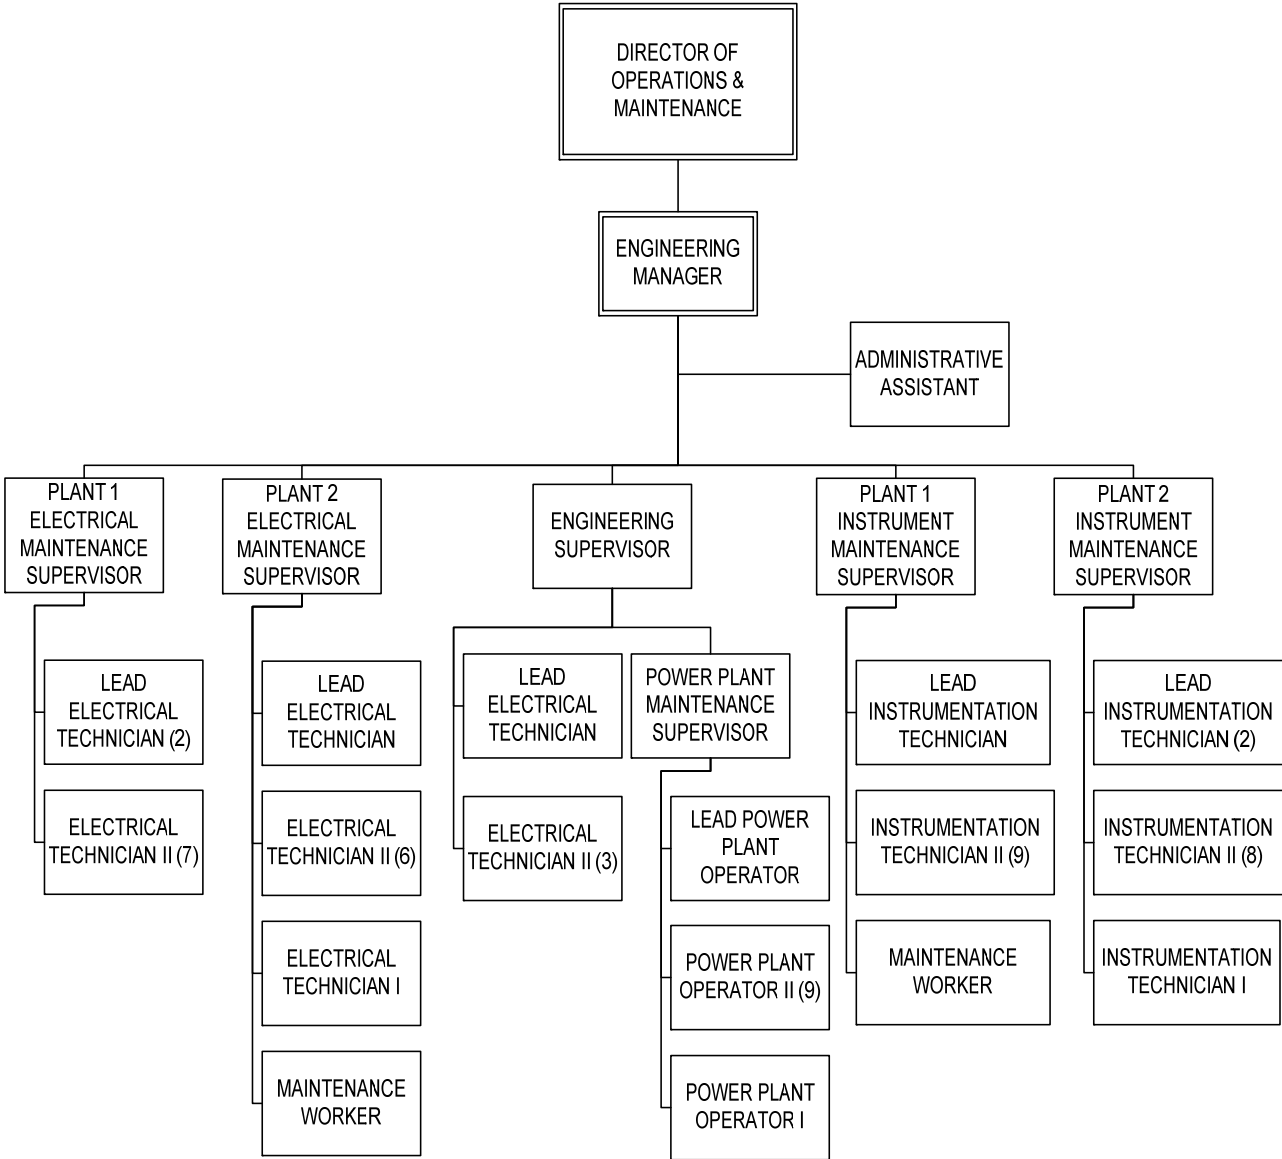 DIRECTOR OF
OPERATIONS &
MAINTENANCE
ENGINEERING
MANAGER
ADMINISTRATIVE
ASSISTANT
PLANT 1
ELECTRICAL
MAINTENANCE
SUPERVISOR
PLANT 2
ELECTRICAL
MAINTENANCE
SUPERVISOR
ENGINEERING
SUPERVISOR
PLANT 1
INSTRUMENT
MAINTENANCE
SUPERVISOR
PLANT 2
INSTRUMENT
MAINTENANCE
SUPERVISOR
LEAD
ELECTRICAL
TECHNICIAN (2)
LEAD
ELECTRICAL
TECHNICIAN
LEAD
ELECTRICAL
TECHNICIAN
POWER PLANT
MAINTENANCE
SUPERVISOR
LEAD
INSTRUMENTATION
TECHNICIAN
LEAD
INSTRUMENTATION
TECHNICIAN (2)
ELECTRICAL
TECHNICIAN II (7)
ELECTRICAL
TECHNICIAN II (6)
ELECTRICAL
TECHNICIAN II (3)
LEAD POWER
PLANT
OPERATOR
INSTRUMENTATION
TECHNICIAN II (9)
INSTRUMENTATION
TECHNICIAN II (8)
ELECTRICAL
TECHNICIAN I
POWER PLANT
OPERATOR II (9)
MAINTENANCE
WORKER
INSTRUMENTATION
TECHNICIAN I
MAINTENANCE
WORKER
POWER PLANT
OPERATOR I